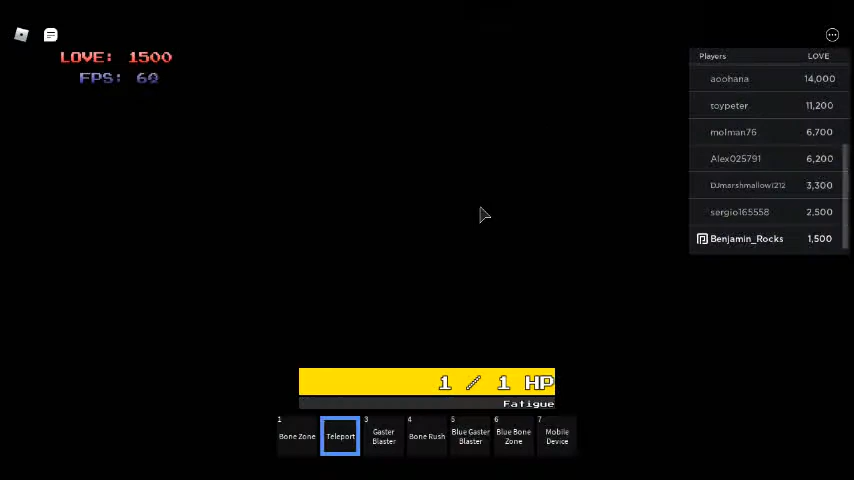 LOVE: 1500
FPS: 60
Players LOVE
aoohana 14,000
toypeter 11,200
molman76 6,700
Alex025791 6,200
DJmarshmallow1212 3,300
sergio165558 2,500
Benjamin_Rocks 1,500
1 / 1 HP
Fatigue
1 Bone Zone
Teleport
3 Gaster Blaster
4 Bone Rush
5 Blue Gaster Blaster
6 Blue Bone Zone
7 Mobile Device